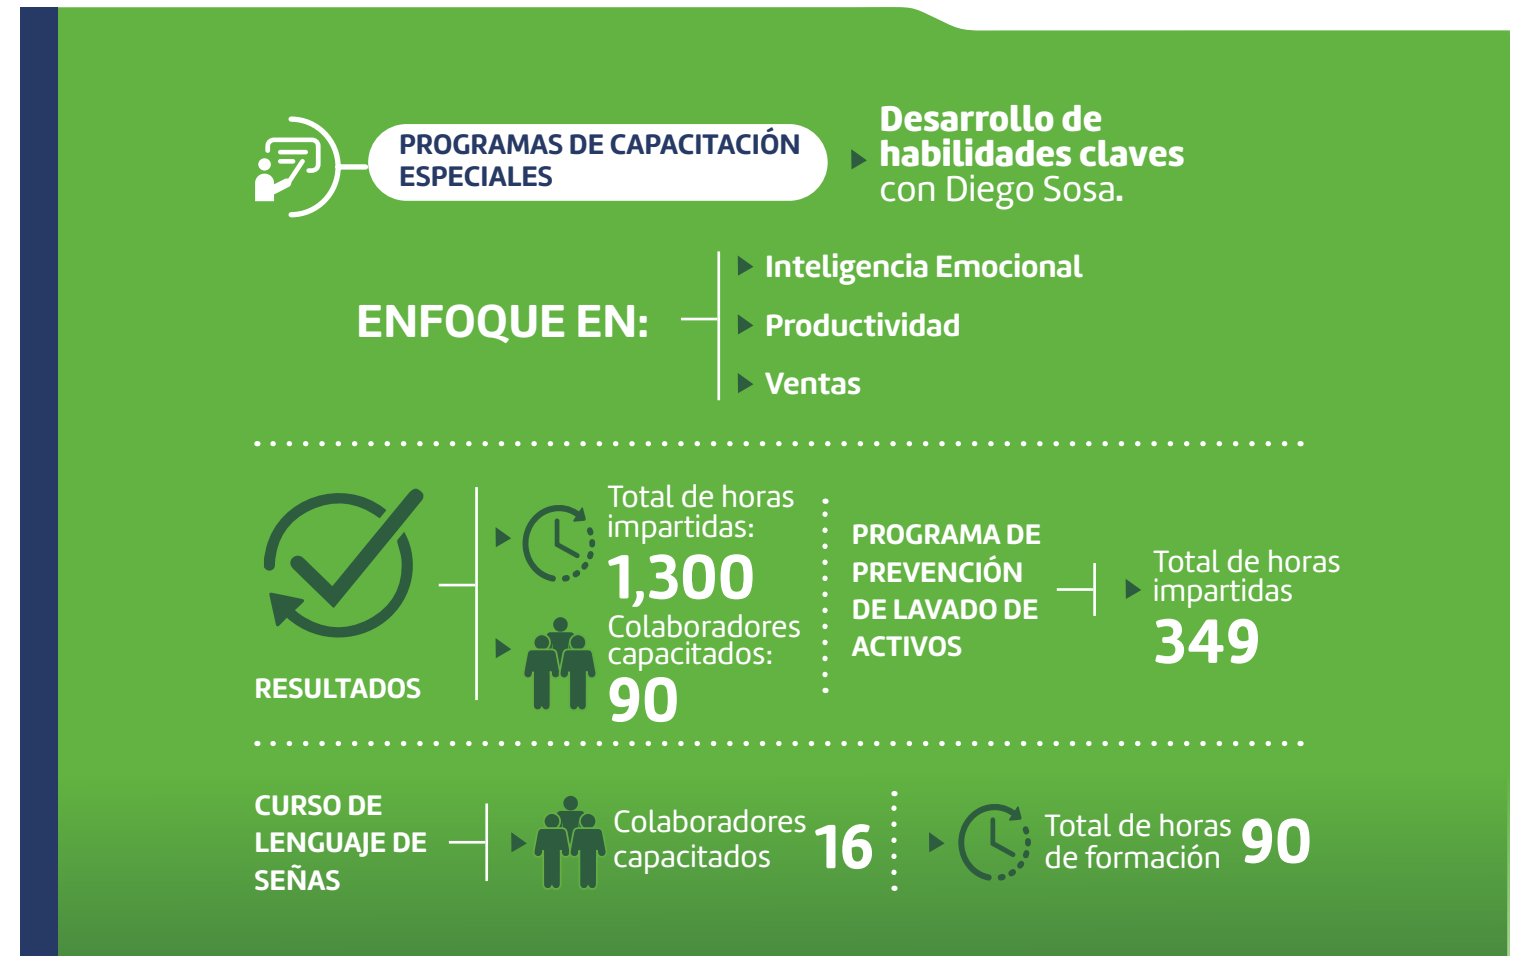 PROGRAMAS DE CAPACITACIÓN
ESPECIALES
Desarrollo de
habilidades claves
con Diego Sosa.
ENFOQUE EN:
Inteligencia Emocional
Productividad
Ventas
RESULTADOS
Total de horas
impartidas:
1,300
Colaboradores
capacitados:
90
PROGRAMA DE
PREVENCIÓN
DE LAVADO DE
ACTIVOS
Total de horas
impartidas
349
CURSO DE
LENGUAJE DE
SEÑAS
Colaboradores
capacitados
16
Total de horas
de formación
90